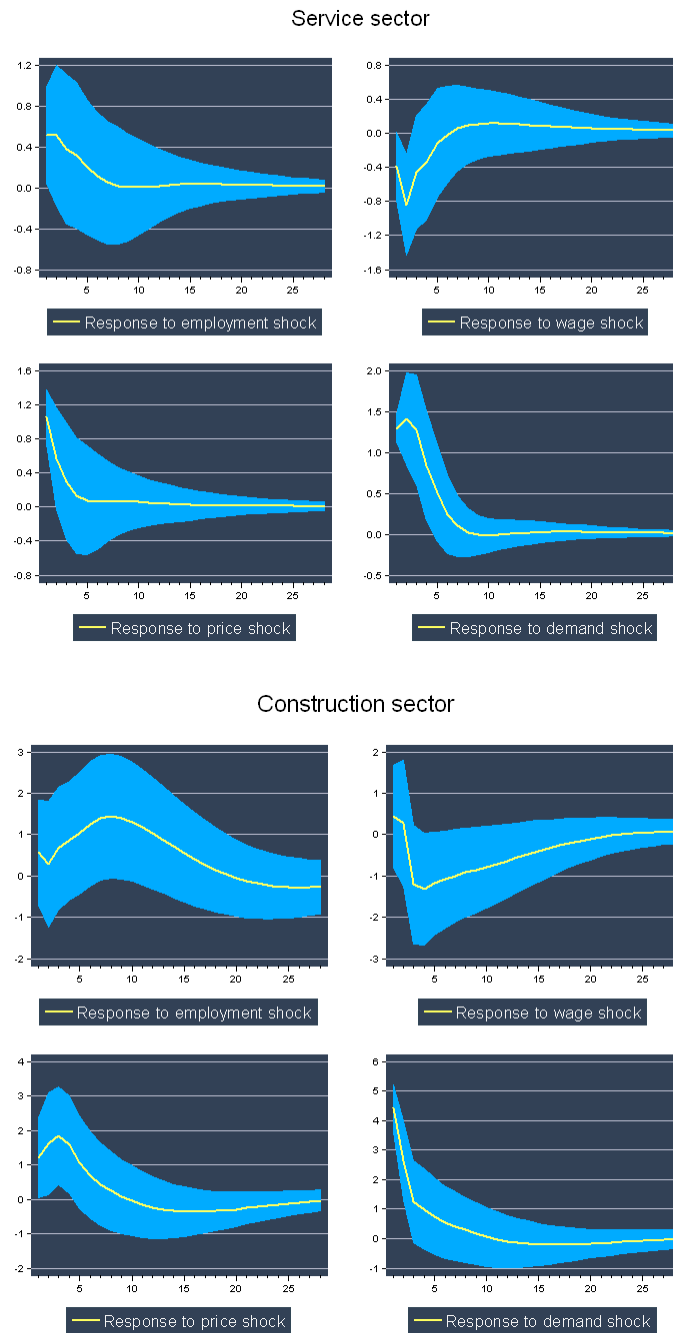 Service sector
1.2
0.8
0.4
0.0
-0.4
-0.8
5 10 15 20 25
Response to employment shock
0.8
0.4
0.0
-0.4
-0.8
-1.2
-1.6
5 10 15 20 25
Response to wage shock
1.6
1.2
0.8
0.4
0.0
-0.4
-0.8
5 10 15 20 25
Response to price shock
2.0
1.5
1.0
0.5
0.0
-0.5
5 10 15 20 25
Response to demand shock
Construction sector
3
2
1
0
-1
-2
5 10 15 20 25
Response to employment shock
2
1
0
-1
-2
-3
5 10 15 20 25
Response to wage shock
4
3
2
1
0
-1
-2
5 10 15 20 25
Response to price shock
6
5
4
3
2
1
0
-1
5 10 15 20 25
Response to demand shock